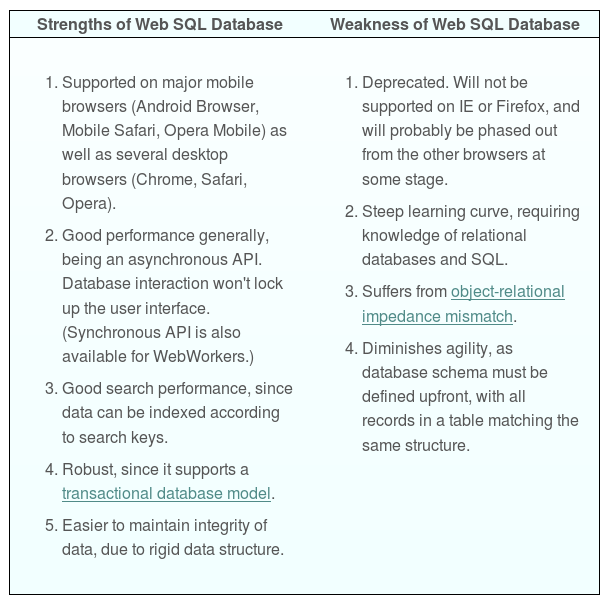 Strengths of Web SQL Database
1. Supported on major mobile
browsers (Android Browser,
Mobile Safari, Opera Mobile) as
well as several desktop
browsers (Chrome, Safari,
Opera).
2. Good performance generally,
being an asynchronous API.
Database interaction won't lock
up the user interface.
(Synchronous API is also
available for WebWorkers.)
3. Good search performance, since
data can be indexed according
to search keys.
4. Robust, since it supports a
transactional database model.
5. Easier to maintain integrity of
data, due to rigid data structure.
Weakness of Web SQL Database
1. Deprecated. Will not be
supported on IE or Firefox, and
will probably be phased out
from the other browsers at
some stage.
2. Steep learning curve, requiring
knowledge of relational
databases and SQL.
3. Suffers from object-relational
impedance mismatch.
4. Diminishes agility, as
database schema must be
defined upfront, with all
records in a table matching the
same structure.